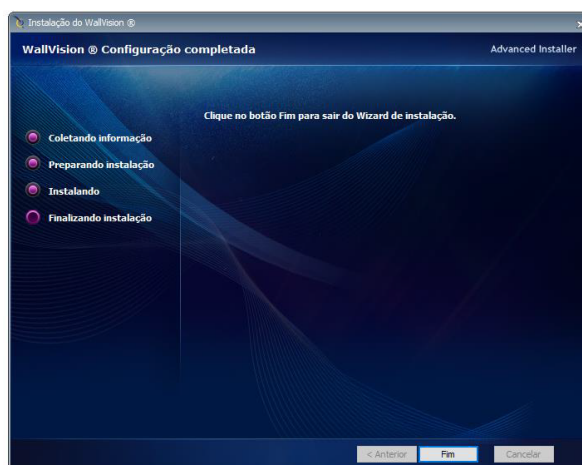 Instalação do WallVision ®
WallVision ® Configuração completada
Advanced Installer
Clique no botão Fim para sair do Wizard de instalação.
Coletando informação
Preparando instalação
Instalando
Finalizando instalação
< Anterior
Fim
Cancelar